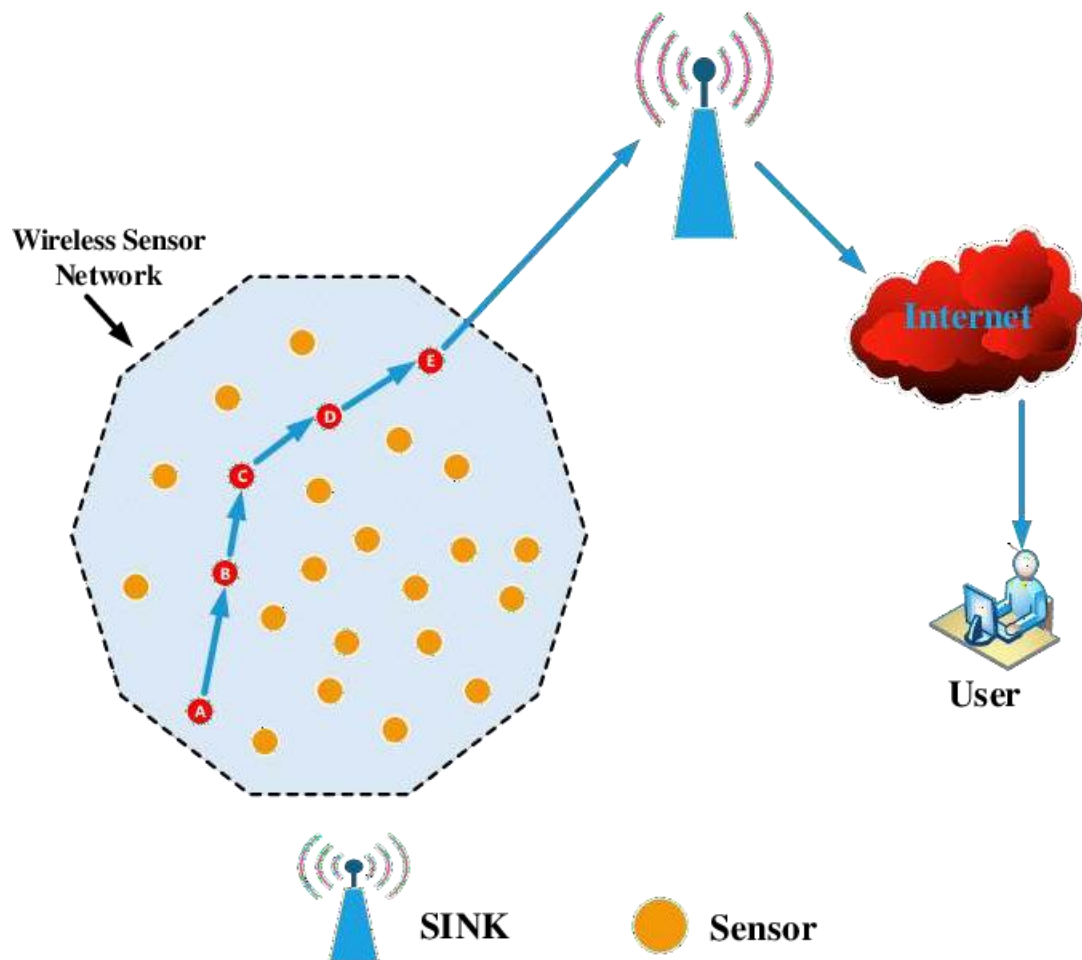 Wireless Sensor
Network
Internet
E
D
C
B
A
User
SINK
Sensor